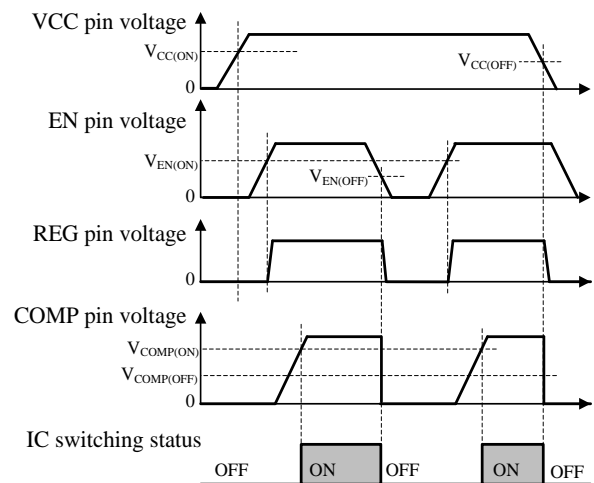 VCC pin voltage
VCC(ON)
VCC(OFF)
0
EN pin voltage
VEN(ON)
VEN(OFF)
0
REG pin voltage
0
COMP pin voltage
VCOMP(ON)
VCOMP(OFF)
0
IC switching status
OFF ON OFF ON OFF